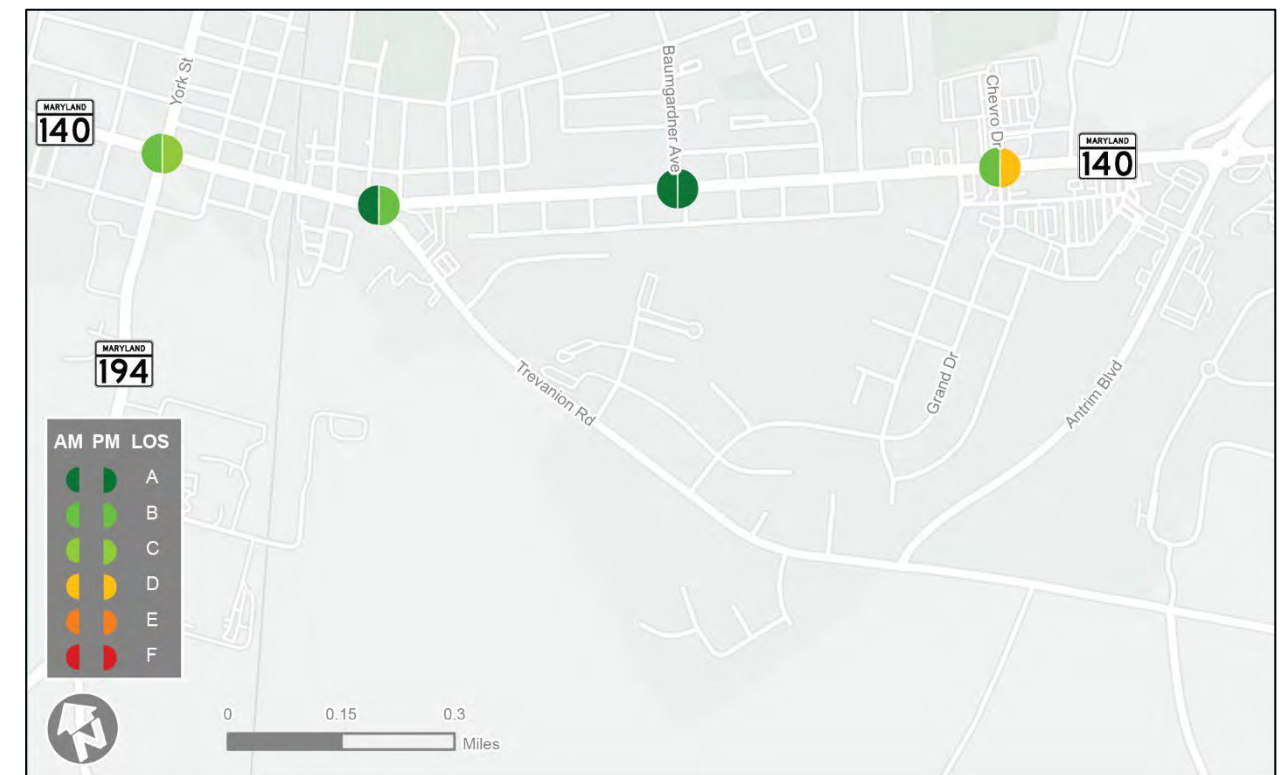 York St
MARYLAND
140
Baumgardner Ave
Chevro Dr
MARYLAND
140
MARYLAND
194
Trevanion Rd
Grand Dr
Antrim Blvd
AM PM LOS
A
B
C
D
E
F
N
0 0.15 0.3
Miles